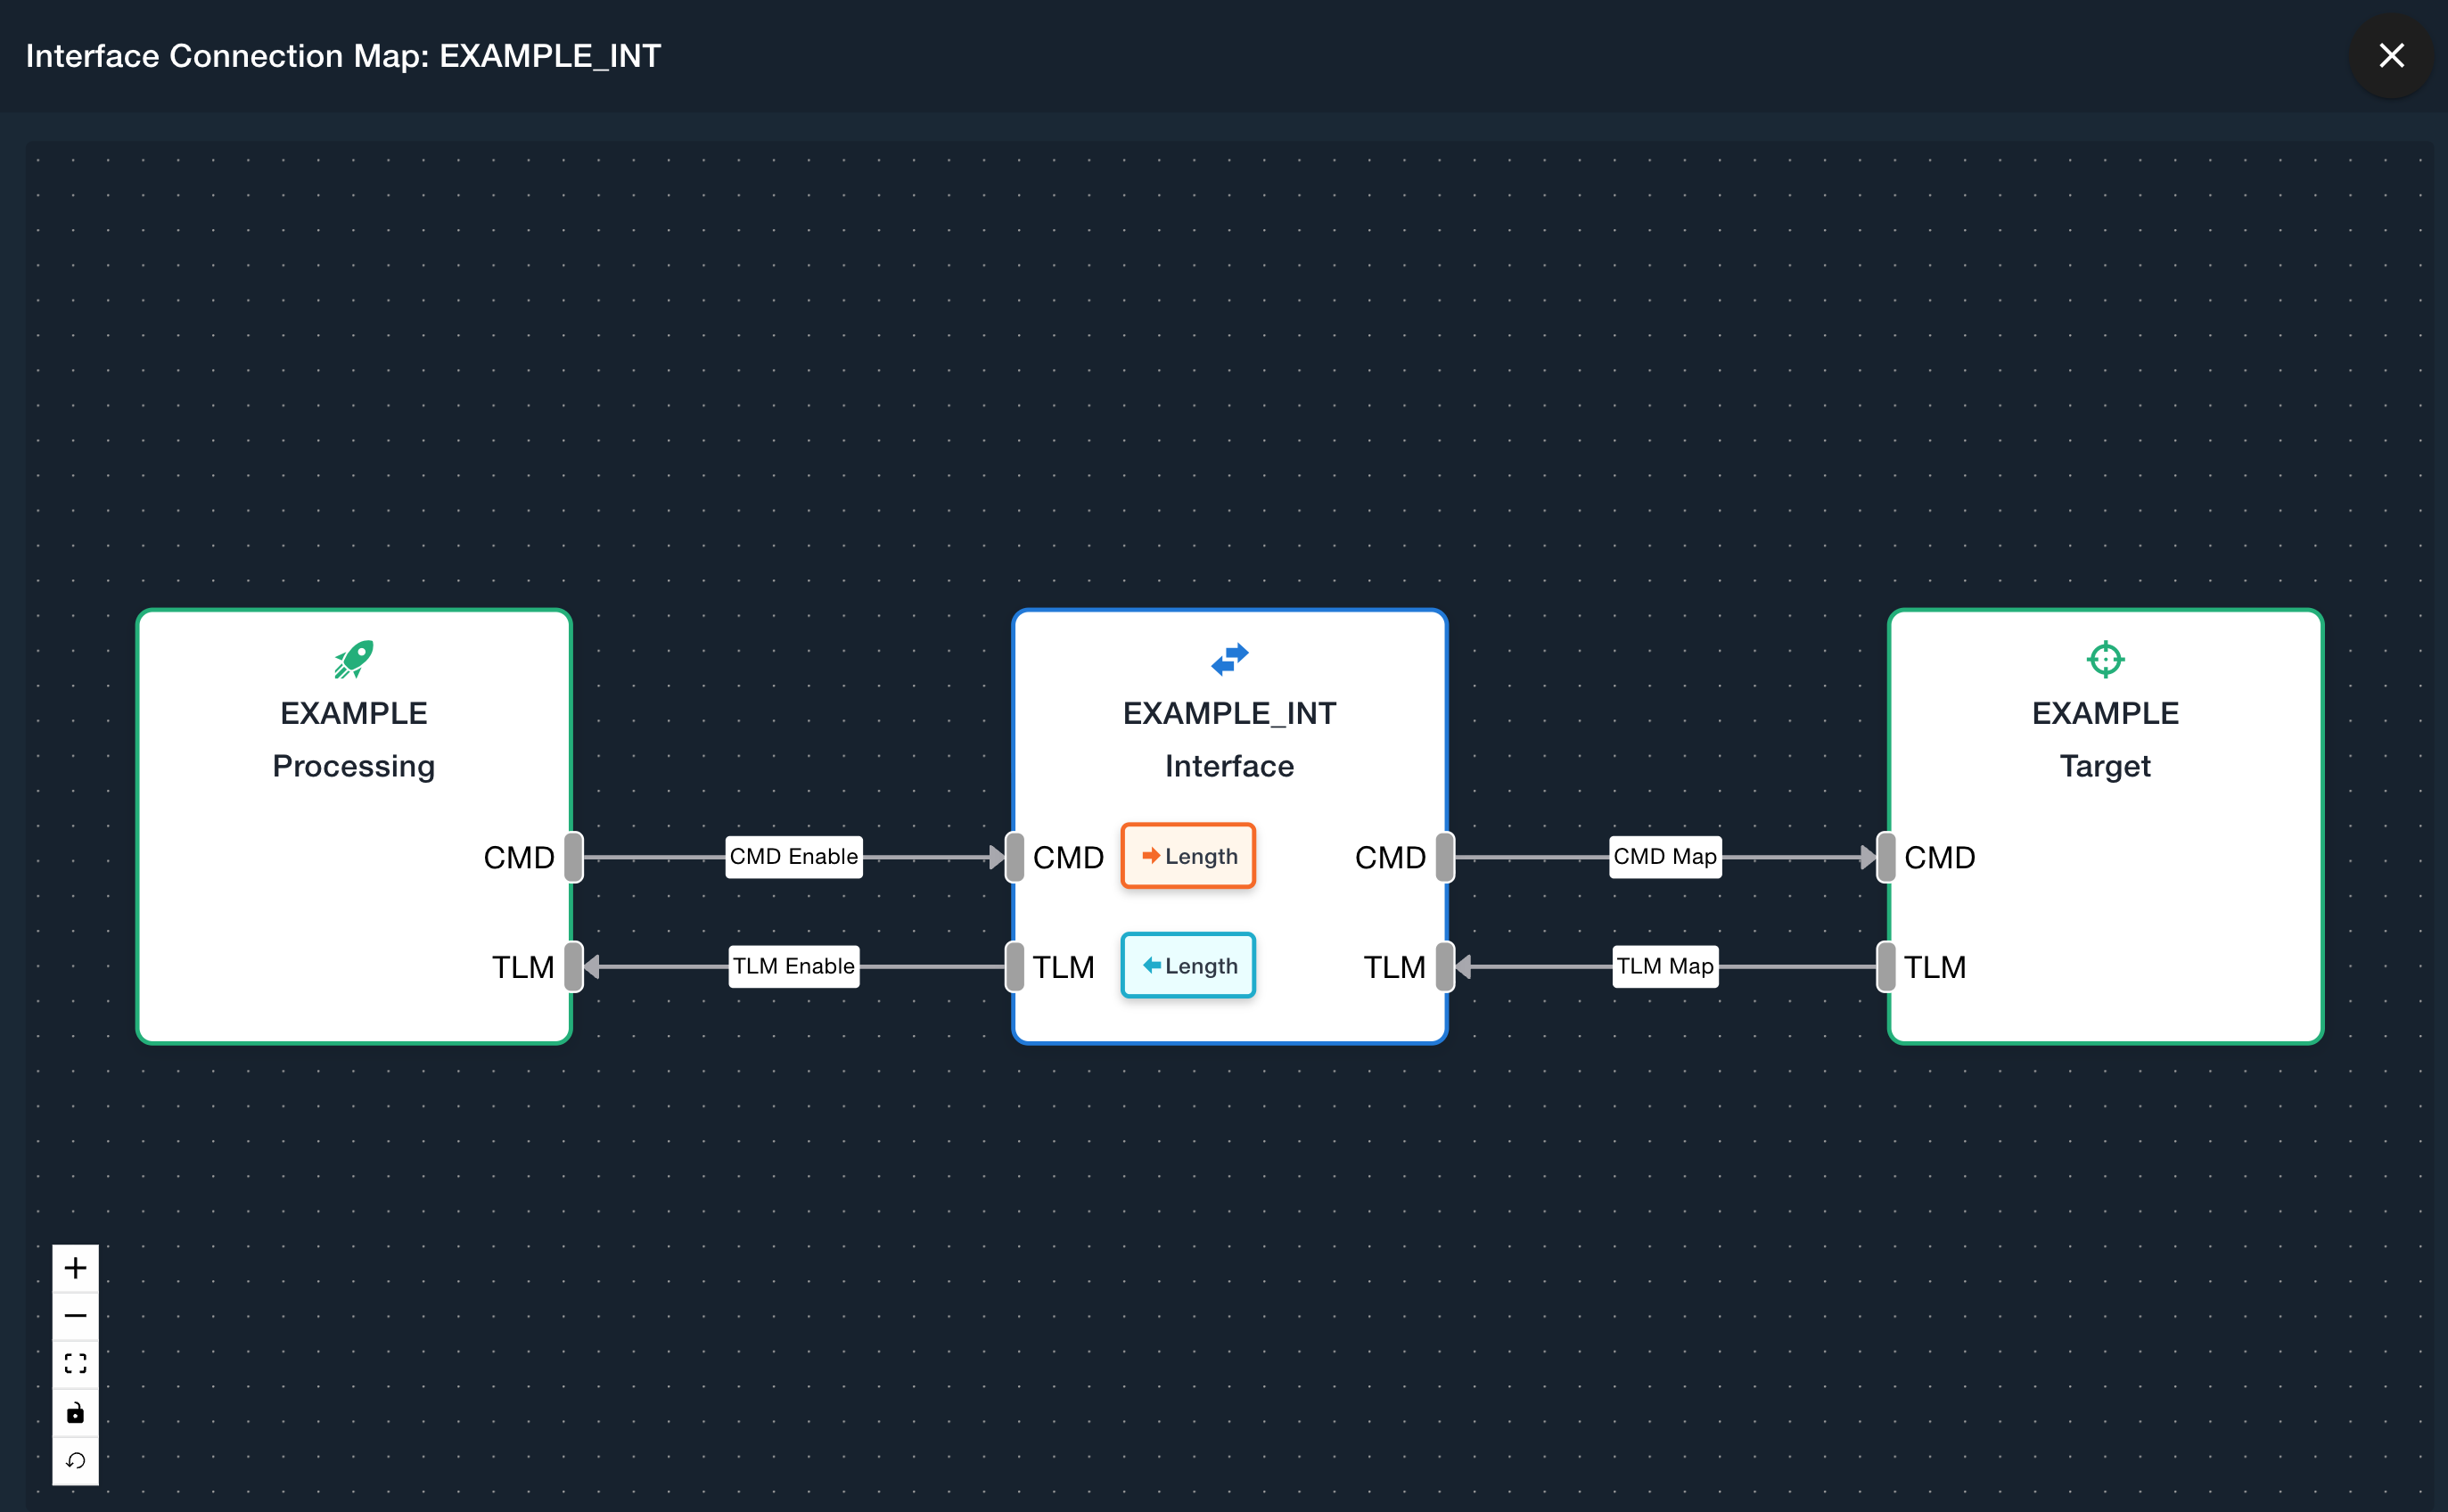 Interface Connection Map: EXAMPLE_INT
EXAMPLE
Processing
CMD
TLM
CMD Enable
TLM Enable
EXAMPLE_INT
Interface
CMD
Length
CMD
TLM
Length
TLM
CMD Map
TLM Map
EXAMPLE
Target
CMD
TLM